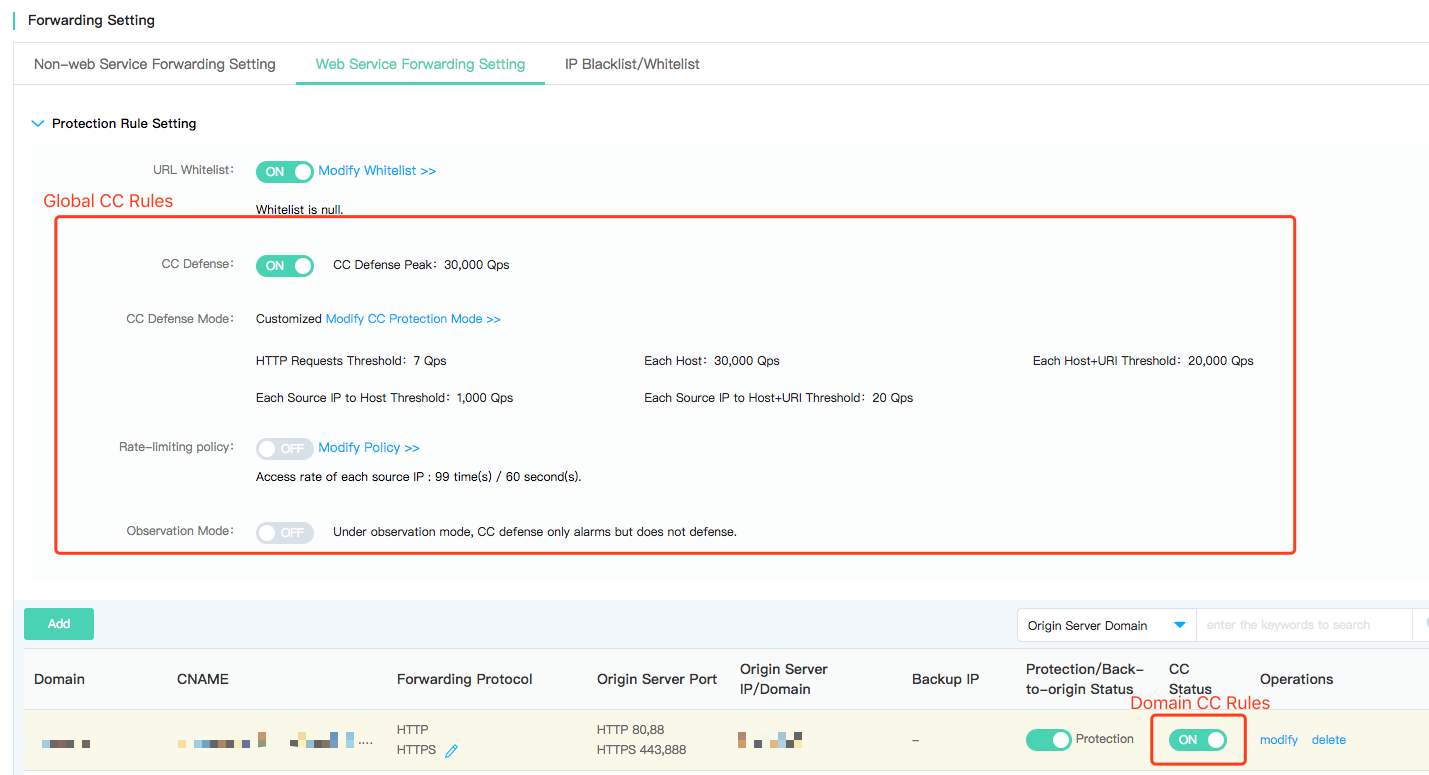 Forwarding Setting
Non-web Service Forwarding Setting Web Service Forwarding Setting IP Blacklist/Whitelist
Protection Rule Setting
URL Whitelist: ON Modify Whitelist >>
Global CC Rules
Whitelist is null.
CC Defense: ON CC Defense Peak: 30,000 Qps
CC Defense Mode: Customized Modify CC Protection Mode >>
HTTP Requests Threshold: 7 Qps Each Host: 30,000 Qps Each Host+URI Threshold: 20,000 Qps
Each Source IP to Host Threshold: 1,000 Qps Each Source IP to Host+URI Threshold: 20 Qps
Rate-limiting policy: OFF Modify Policy >>
Access rate of each source IP : 99 time(s) / 60 second(s).
Observation Mode: OFF Under observation mode, CC defense only alarms but does not defense.
Add Origin Server Domain enter the keywords to search
Domain CNAME Forwarding Protocol Origin Server Port Origin Server IP/Domain Backup IP Protection/Back-to-origin Status CC Status Operations
Domain CC Rules
HTTP HTTP 80,88
HTTPS HTTPS 443,888
.... – Protection ON modify delete